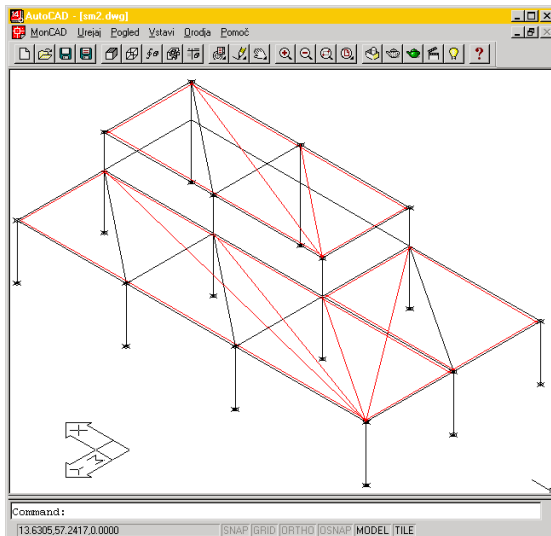 AutoCAD - [sm2.dwg]
MonCAD Urejaj Pogled Vstavi Orodja Pomoč
Command:
13.6305,57.2417,0.0000 SNAP GRID ORTHO OSNAP MODEL TILE